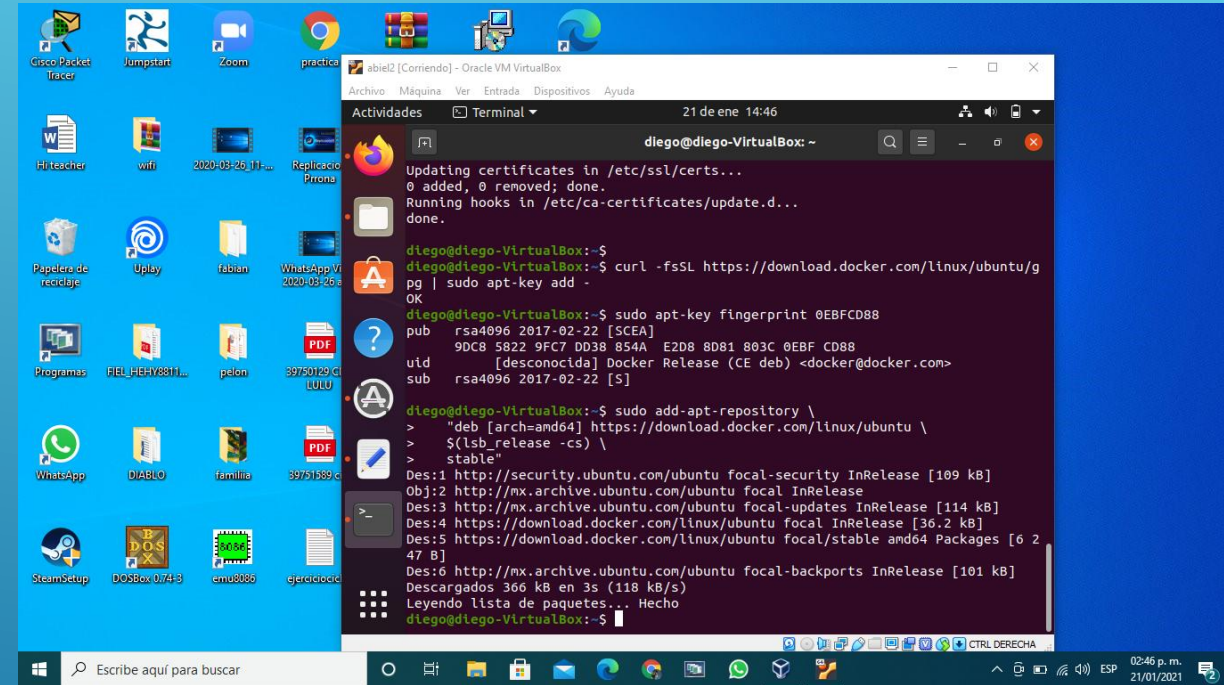 Cisco Packet
Tracer
Jumpstart
Zoom
practica
Hi teacher
wifi
2020-03-26_11-...
Replicacio
Prrona
Papelera de
reciclaje
Uplay
fabian
WhatsApp Vi
2020-03-26 a
Programas
FIEL_HEHY8811...
pelon
39750129 C
LULU
WhatsApp
DIABLO
familiia
39751589 c
SteamSetup
DOSBox 0.74-3
emu8086
ejerciciocic
PDF
PDF
DOS
BOX
8086
abiel2 [Corriendo] - Oracle VM VirtualBox
Archivo Máquina Ver Entrada Dispositivos Ayuda
Actividades Terminal 21 de ene 14:46
diego@diego-VirtualBox: ~
Updating certificates in /etc/ssl/certs...
0 added, 0 removed; done.
Running hooks in /etc/ca-certificates/update.d...
done.
diego@diego-VirtualBox:~$
diego@diego-VirtualBox:~$ curl -fsSL https://download.docker.com/linux/ubuntu/g
pg | sudo apt-key add -
OK
diego@diego-VirtualBox:~$ sudo apt-key fingerprint 0EBFCD88
pub rsa4096 2017-02-22 [SCEA]
9DC8 5822 9FC7 DD38 854A E2D8 8D81 803C 0EBF CD88
uid [desconocida] Docker Release (CE deb) <docker@docker.com>
sub rsa4096 2017-02-22 [S]
diego@diego-VirtualBox:~$ sudo add-apt-repository \
> "deb [arch=amd64] https://download.docker.com/linux/ubuntu \
> $(lsb_release -cs) \
> stable"
Des:1 http://security.ubuntu.com/ubuntu focal-security InRelease [109 kB]
Obj:2 http://mx.archive.ubuntu.com/ubuntu focal InRelease
Des:3 http://mx.archive.ubuntu.com/ubuntu focal-updates InRelease [114 kB]
Des:4 https://download.docker.com/linux/ubuntu focal InRelease [36.2 kB]
Des:5 https://download.docker.com/linux/ubuntu focal/stable amd64 Packages [6 2
47 B]
Des:6 http://mx.archive.ubuntu.com/ubuntu focal-backports InRelease [101 kB]
Descargados 366 kB en 3s (118 kB/s)
Leyendo lista de paquetes... Hecho
diego@diego-VirtualBox:~$
CTRL DERECHA
Escribe aquí para buscar
ESP
02:46 p. m.
21/01/2021
2